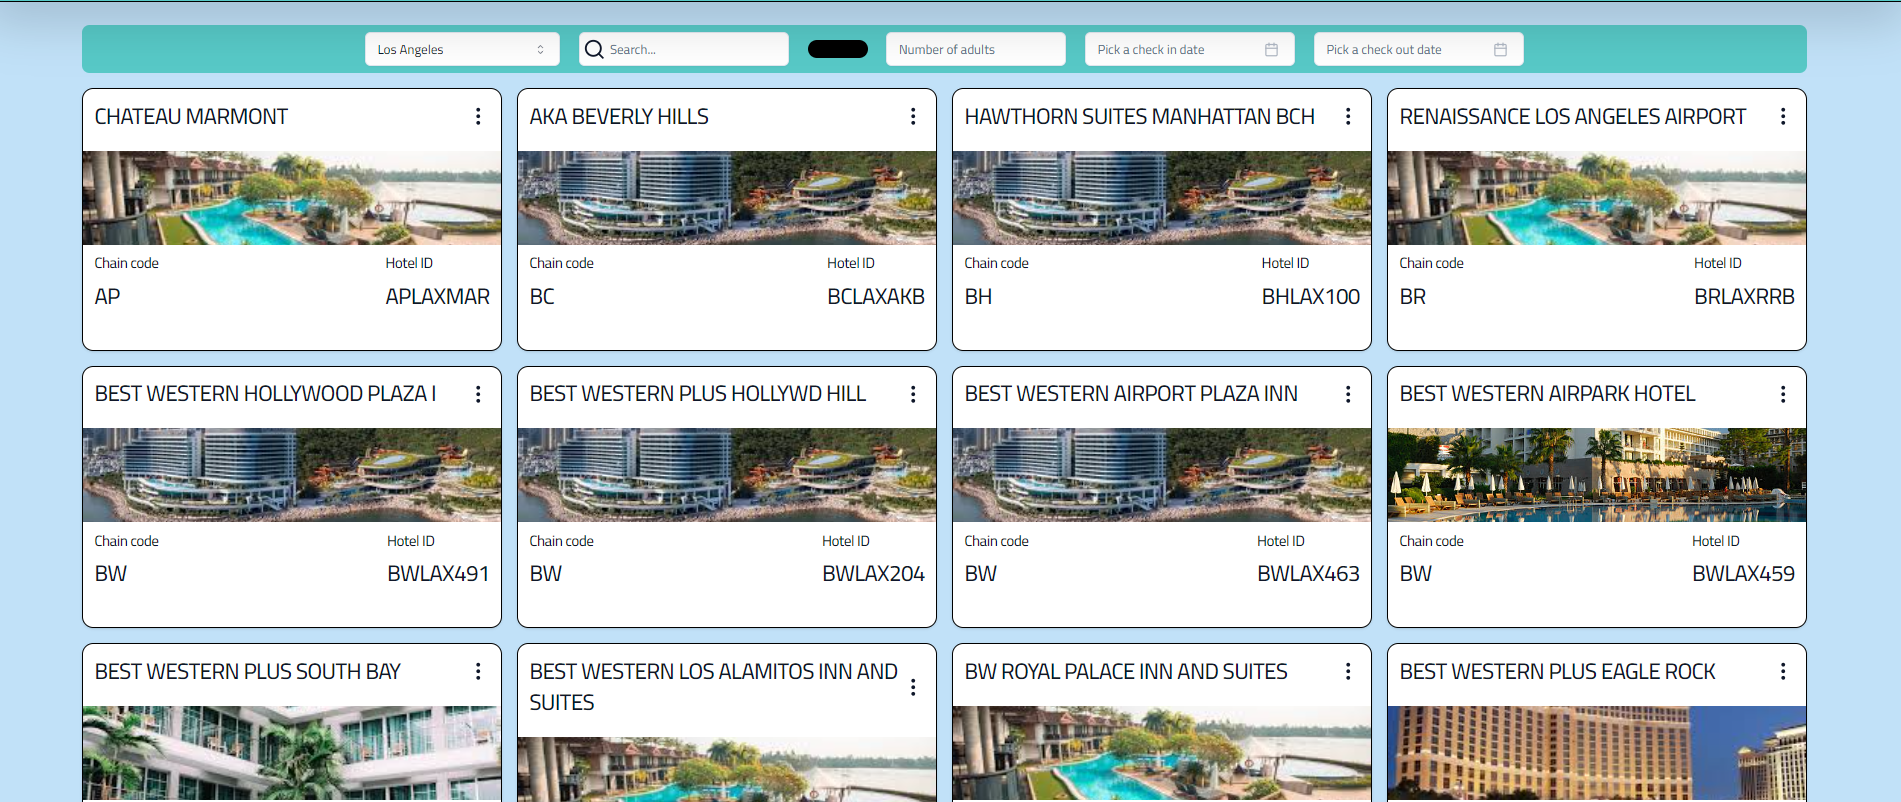 Los Angeles
Search...
Number of adults
Pick a check in date
Pick a check out date
CHATEAU MARMONT
AKA BEVERLY HILLS
HAWTHORN SUITES MANHATTAN BCH
RENAISSANCE LOS ANGELES AIRPORT
Chain code
Hotel ID
AP
APLAXMAR
Chain code
Hotel ID
BC
BCLAXAKB
Chain code
Hotel ID
BH
BHLAX100
Chain code
Hotel ID
BR
BRLAXRRB
BEST WESTERN HOLLYWOOD PLAZA I
BEST WESTERN PLUS HOLLYWD HILL
BEST WESTERN AIRPORT PLAZA INN
BEST WESTERN AIRPARK HOTEL
Chain code
Hotel ID
BW
BWLAX491
Chain code
Hotel ID
BW
BWLAX204
Chain code
Hotel ID
BW
BWLAX463
Chain code
Hotel ID
BW
BWLAX459
BEST WESTERN PLUS SOUTH BAY
BEST WESTERN LOS ALAMITOS INN AND
SUITES
BW ROYAL PALACE INN AND SUITES
BEST WESTERN PLUS EAGLE ROCK